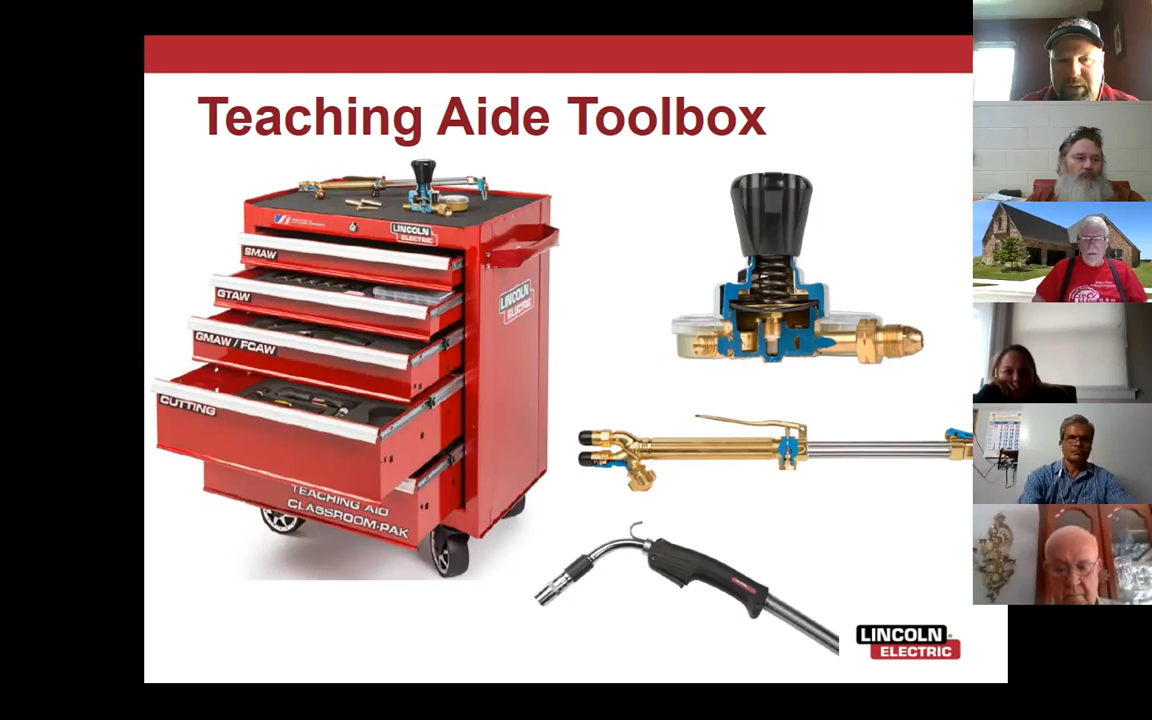 Teaching Aide Toolbox
LINCOLN
ELECTRIC
SMAW
GTAW
LINCOLN
ELECTRIC
GMAW / FCAW
CUTTING
TEACHING AID
CLASSROOM-PAK
LINCOLN
ELECTRIC